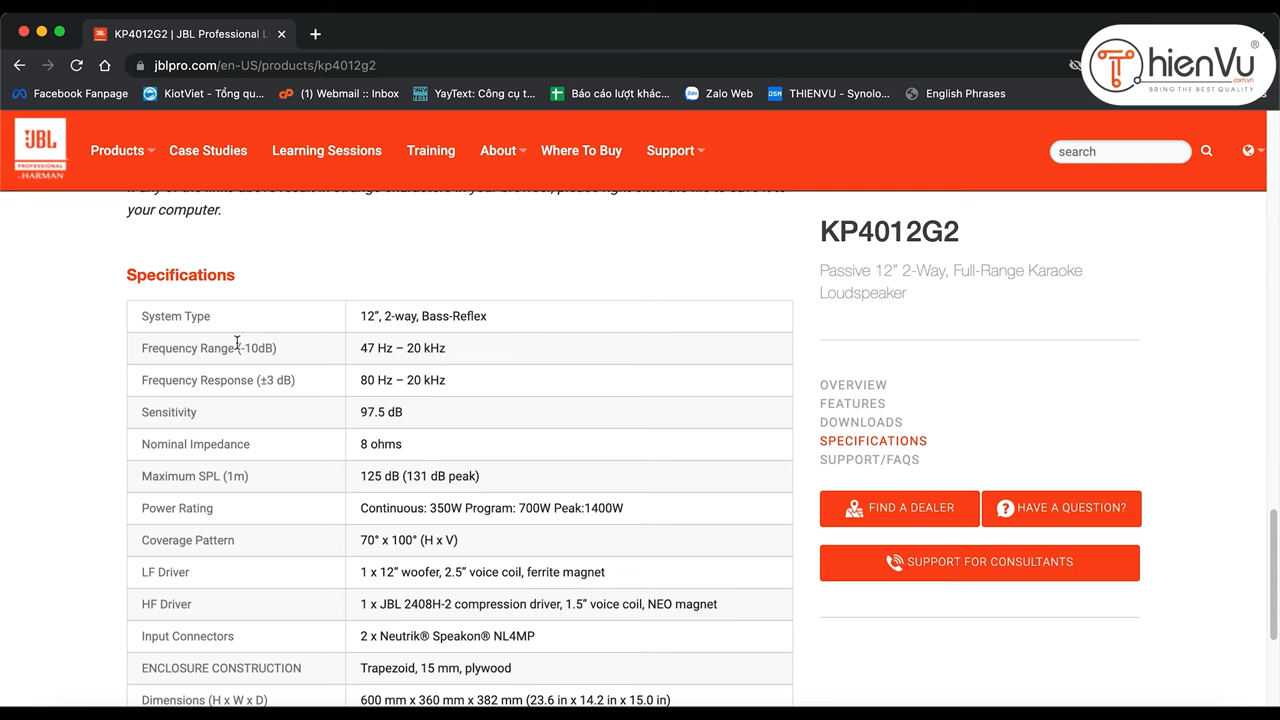 KP4012G2 | JBL Professional L
jblpro.com/en-US/products/kp4012g2
Facebook Fanpage
KiotViet - Tổng qu...
(1) Webmail :: Inbox
RayText: Công cụ...
Báo cáo lượt khác...
Zalo Web
DSM
THIENVU - Synolo...
English Phrases
ThienVu®
.com.vn
BRING THE BEST QUALITY
JBL
PROFESSIONAL
by HARMAN
Products
Case Studies
Learning Sessions
Training
About
Where To Buy
Support
search
your computer.
Specifications
System Type 12”, 2-way, Bass-Reflex
Frequency Range (-10dB) 47 Hz – 20 kHz
Frequency Response (±3 dB) 80 Hz – 20 kHz
Sensitivity 97.5 dB
Nominal Impedance 8 ohms
Maximum SPL (1m) 125 dB (131 dB peak)
Power Rating Continuous: 350W Program: 700W Peak:1400W
Coverage Pattern 70° x 100° (H x V)
LF Driver 1 x 12” woofer, 2.5” voice coil, ferrite magnet
HF Driver 1 x JBL 2408H-2 compression driver, 1.5” voice coil, NEO magnet
Input Connectors 2 x Neutrik® Speakon® NL4MP
ENCLOSURE CONSTRUCTION Trapezoid, 15 mm, plywood
Dimensions (H x W x D) 600 mm x 360 mm x 382 mm (23.6 in x 14.2 in x 15.0 in)
KP4012G2
Passive 12” 2-Way, Full-Range Karaoke
Loudspeaker
OVERVIEW
FEATURES
DOWNLOADS
SPECIFICATIONS
SUPPORT/FAQS
FIND A DEALER
HAVE A QUESTION?
SUPPORT FOR CONSULTANTS